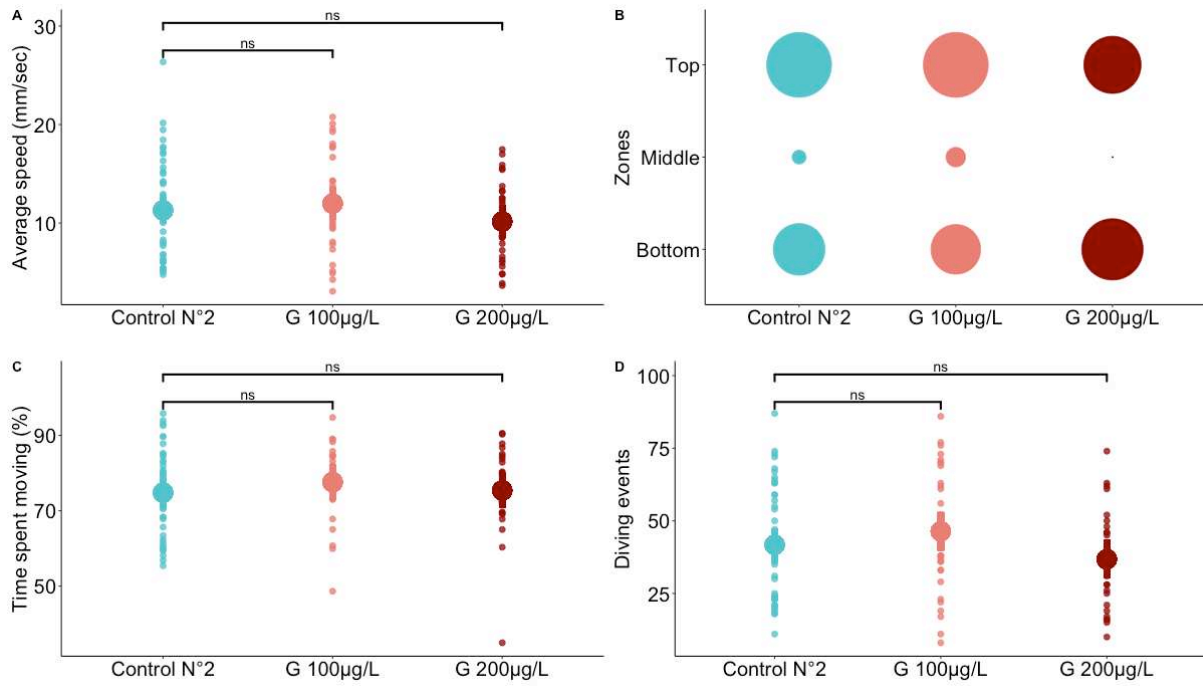 A
Average speed (mm/sec)
30
20
10
ns
ns
Control N°2
G 100µg/L
G 200µg/L
B
Zones
Top
Middle
Bottom
Control N°2
G 100µg/L
G 200µg/L
C
Time spent moving (%)
90
70
50
ns
ns
Control N°2
G 100µg/L
G 200µg/L
D
Diving events
100
75
50
25
ns
ns
Control N°2
G 100µg/L
G 200µg/L